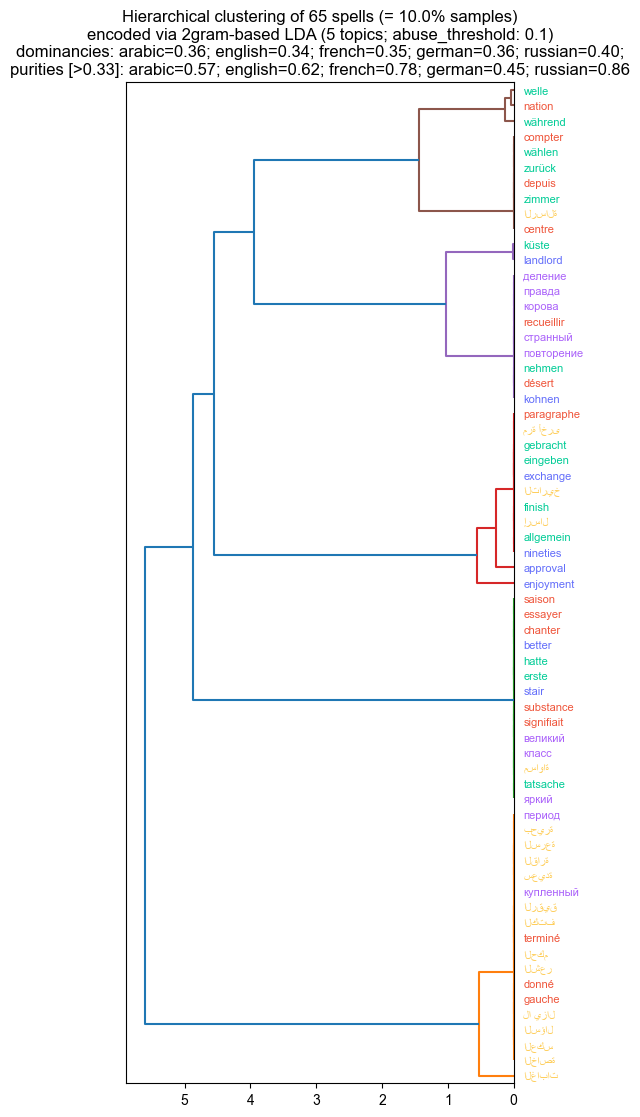 Hierarchical clustering of 65 spells (= 10.0% samples)
encoded via 2gram-based LDA (5 topics; abuse_threshold: 0.1)
dominancies: arabic=0.36; english=0.34; french=0.35; german=0.36; russian=0.40;
purities [>0.33]: arabic=0.57; english=0.62; french=0.78; german=0.45; russian=0.86
welle
nation
während
compter
wählen
zurück
depuis
zimmer
الرسالة
centre
küste
landlord
деление
правда
корова
recueillir
странный
повторение
nehmen
désert
kohnen
paragraphe
مرة أخرى
gebracht
eingeben
exchange
التاريخ
finish
إرسال
allgemein
nineties
approval
enjoyment
saison
essayer
chanter
better
hatte
erste
stair
substance
signifiait
великий
класс
مساواة
tatsache
яркий
период
بحيرة
السرعة
القارة
سعيدة
купленный
الرقيق
الكتف
terminé
الحكم
الشعر
donné
gauche
لا يزال
السؤال
العكس
الخاصة
الغابات
5 4 3 2 1 0